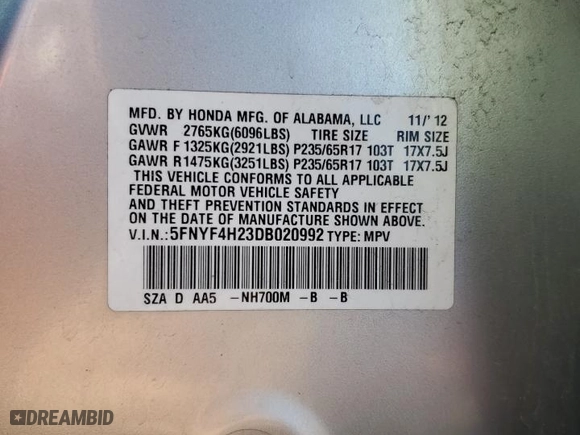 MFD. BY HONDA MFG. OF ALABAMA, LLC 11/'12
GVWR 2765KG(6096LBS) TIRE SIZE RIM SIZE
GAWR F 1325KG(2921LBS) P235/65R17 103T 17X7.5J
GAWR R 1475KG(3251LBS) P235/65R17 103T 17X7.5J
THIS VEHICLE CONFORMS TO ALL APPLICABLE
FEDERAL MOTOR VEHICLE SAFETY
AND THEFT PREVENTION STANDARDS IN EFFECT
ON THE DATE OF MANUFACTURE SHOWN ABOVE.
V.I.N.:5FNYF4H23DB020992 TYPE: MPV
SZA D AA5 -NH700M -B -B
DREAMBID